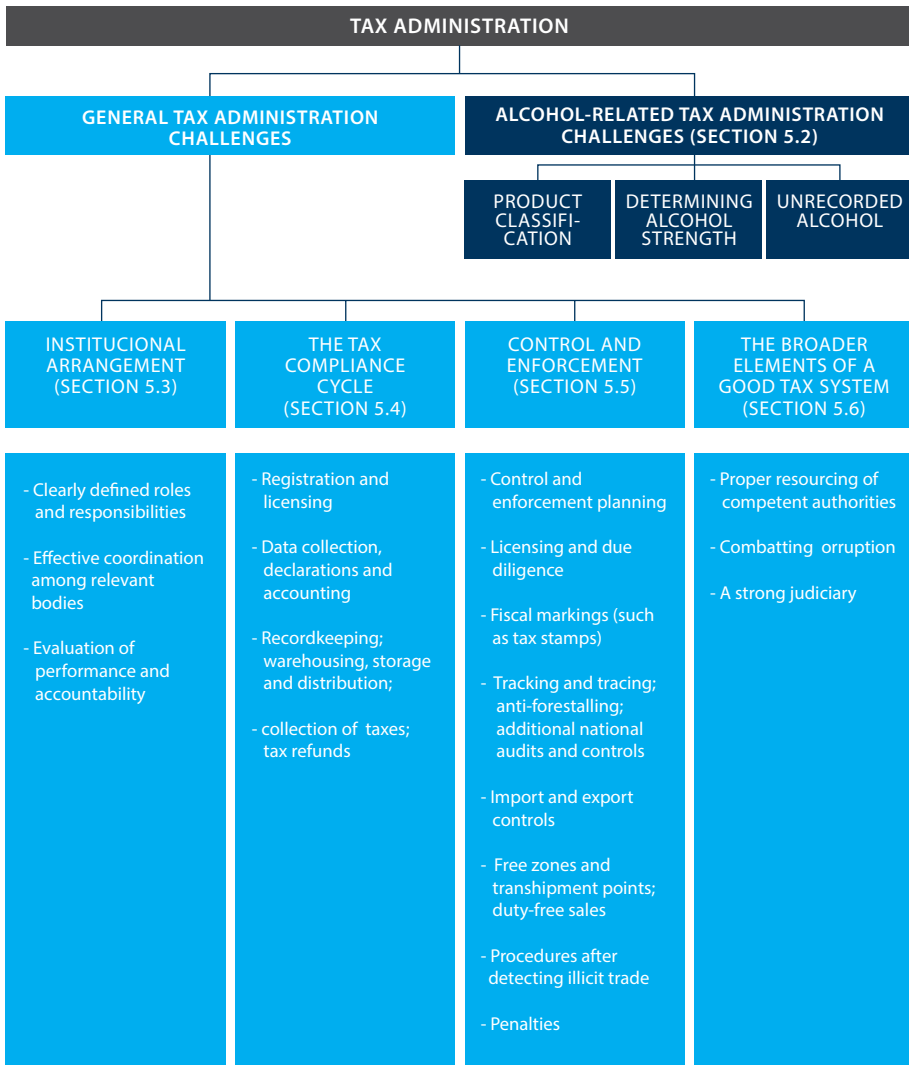 TAX ADMINISTRATION
GENERAL TAX ADMINISTRATION
CHALLENGES
ALCOHOL-RELATED TAX ADMINISTRATION
CHALLENGES (SECTION 5.2)
PRODUCT
CLASSIFI-
CATION
DETERMINING
ALCOHOL
STRENGTH
UNRECORDED
ALCOHOL
INSTITUCIONAL
ARRANGEMENT
(SECTION 5.3)
THE TAX
COMPLIANCE
CYCLE
(SECTION 5.4)
CONTROL AND
ENFORCEMENT
(SECTION 5.5)
THE BROADER
ELEMENTS OF A
GOOD TAX SYSTEM
(SECTION 5.6)
- Clearly defined roles
and responsibilities
- Effective coordination
among relevant
bodies
- Evaluation of
performance and
accountability
- Registration and
licensing
- Data collection,
declarations and
accounting
- Recordkeeping;
warehousing, storage
and distribution;
- collection of taxes;
tax refunds
- Control and
enforcement planning
- Licensing and due
diligence
- Fiscal markings (such
as tax stamps)
- Tracking and tracing;
anti-forestalling;
additional national
audits and controls
- Import and export
controls
- Free zones and
transhipment points;
duty-free sales
- Procedures after
detecting illicit trade
- Penalties
- Proper resourcing of
competent authorities
- Combatting orruption
- A strong judiciary